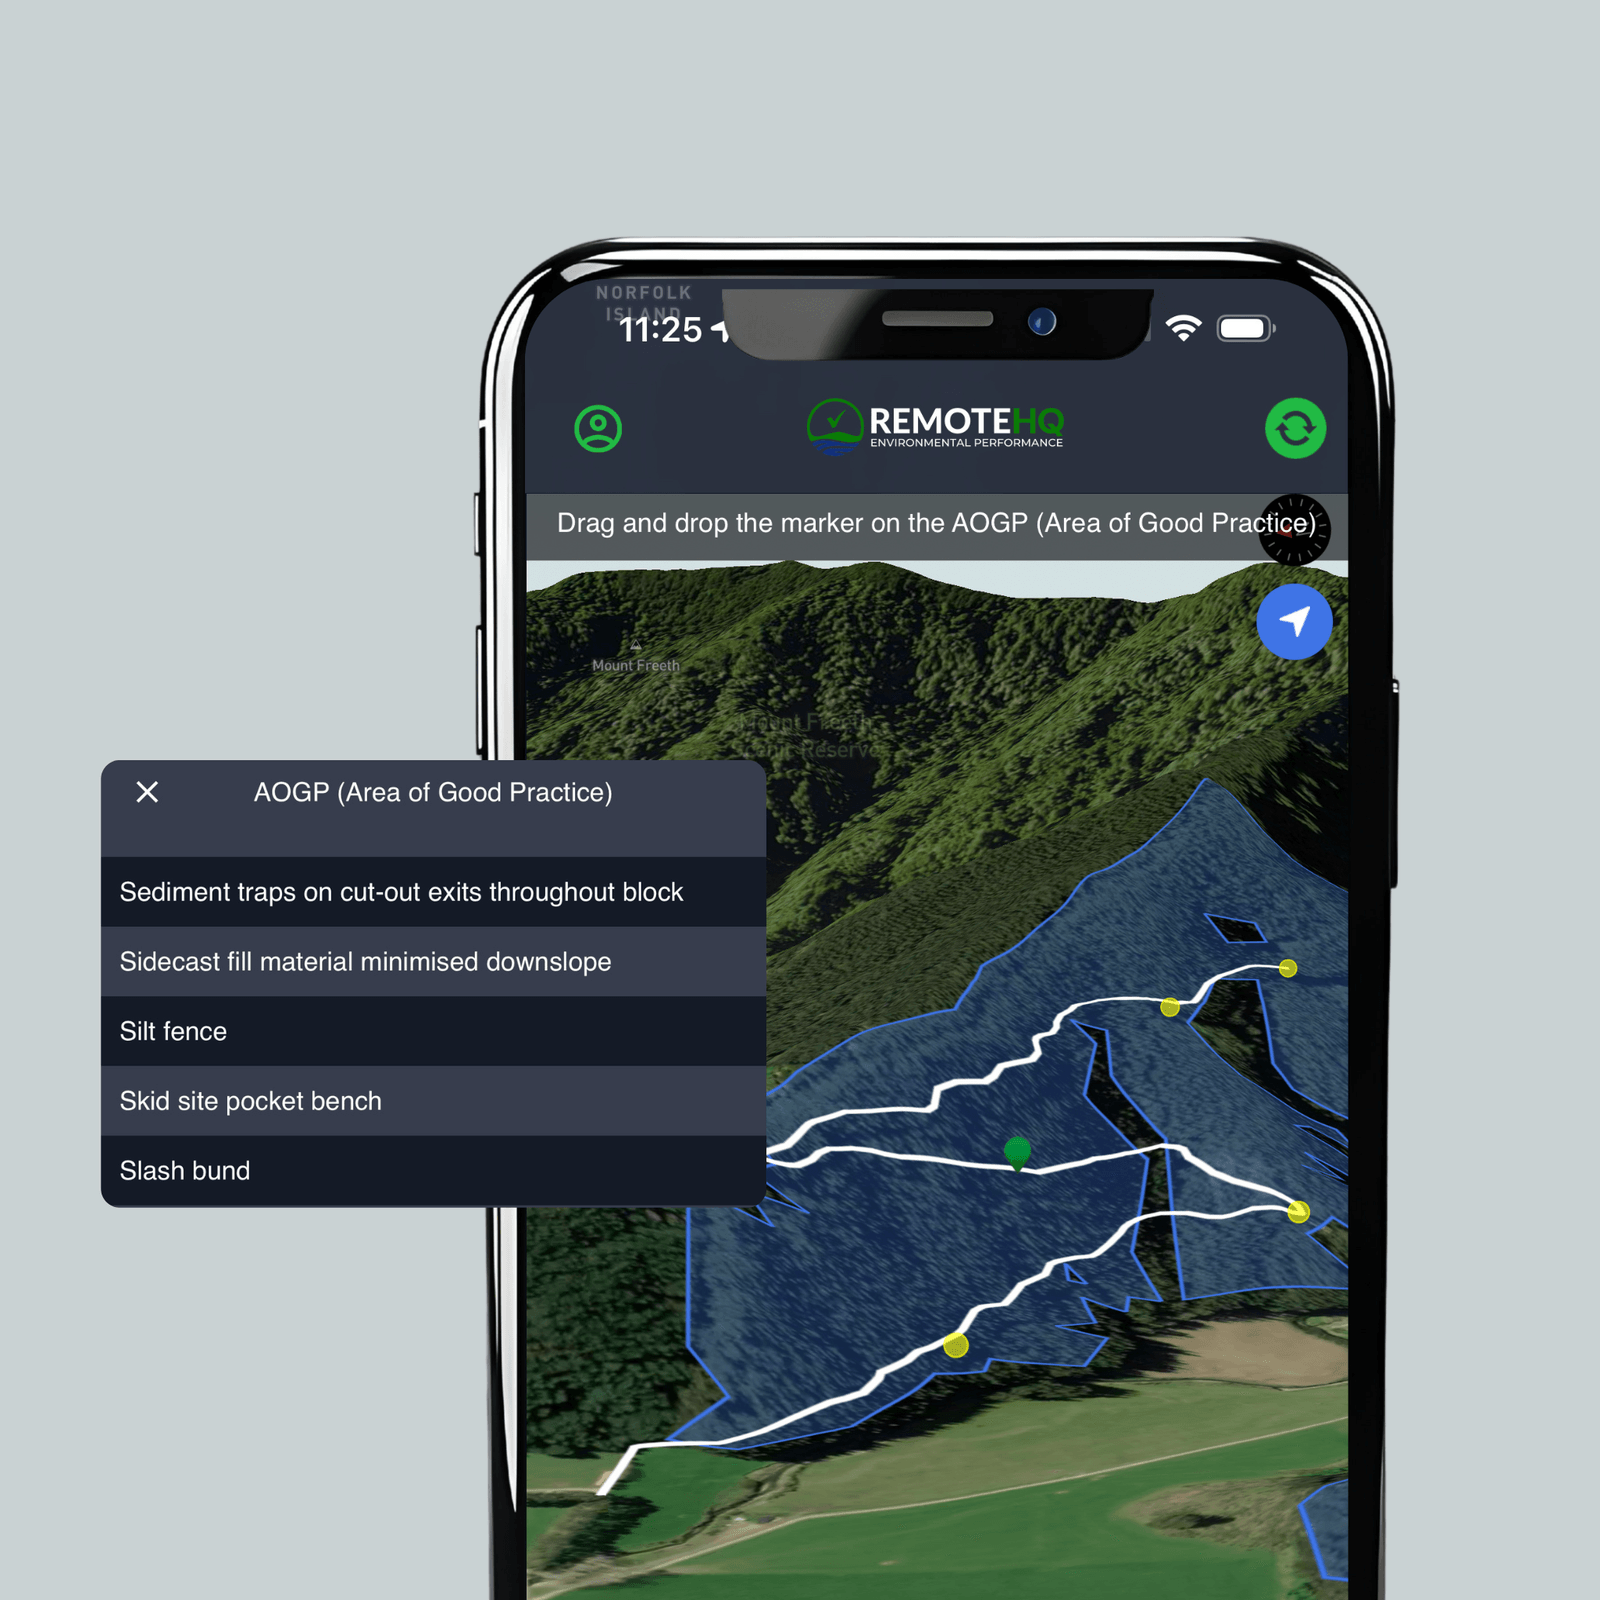 NORFOLK
ISLAND
11:25
REMOTEHQ
ENVIRONMENTAL PERFORMANCE
Drag and drop the marker on the AOGP (Area of Good Practice)
Mount Freeth
Mount Freeth
Scenic Reserve
AOGP (Area of Good Practice)
Sediment traps on cut-out exits throughout block
Sidecast fill material minimised downslope
Silt fence
Skid site pocket bench
Slash bund